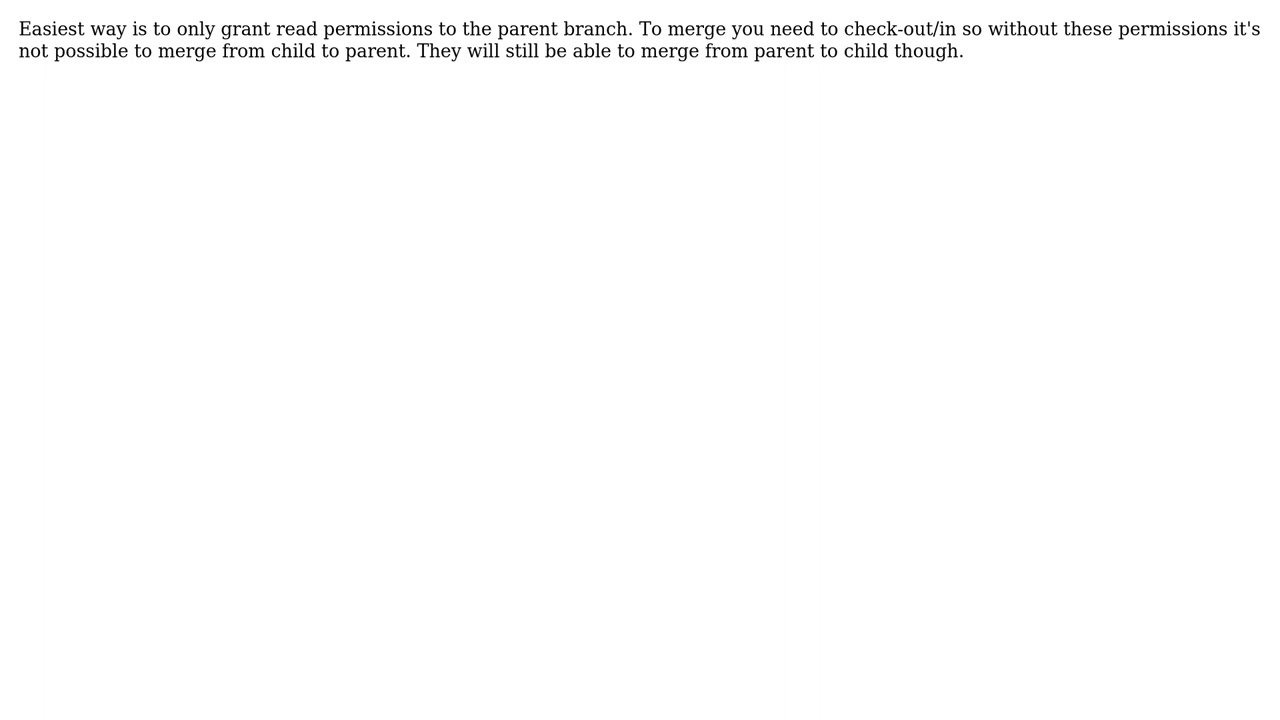 Easiest way is to only grant read permissions to the parent branch. To merge you need to check-out/in so without these permissions it's
not possible to merge from child to parent. They will still be able to merge from parent to child though.